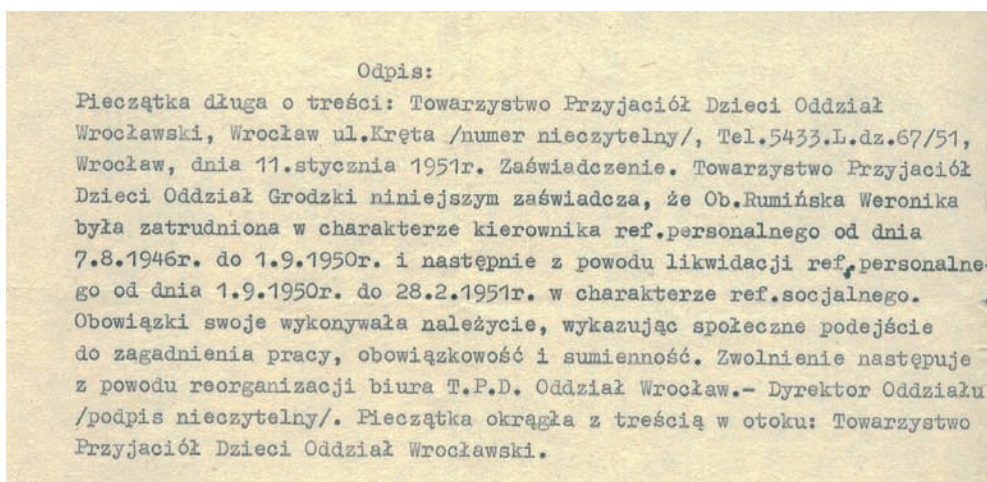 Odpis:
Pieczątka długa o treści: Towarzystwo Przyjaciół Dzieci Oddział
Wrocławski, Wrocław ul.Kręta /numer nieczytelny/, Tel.5433.L.dz.67/51,
Wrocław, dnia 11.stycznia 1951r. Zaświadczenie. Towarzystwo Przyjaciół
Dzieci Oddział Grodzki niniejszym zaświadcza, że Ob.Rumińska Weronika
była zatrudniona w charakterze kierownika ref.personalnego od dnia
7.8.1946r. do 1.9.1950r. i następnie z powodu likwidacji ref.personalne-
go od dnia 1.9.1950r. do 28.2.1951r. w charakterze ref.socjalnego.
Obowiązki swoje wykonywała należycie, wykazując społeczne podejście
do zagadnienia pracy, obowiązkowość i sumienność. Zwolnienie następuje
z powodu reorganizacji biura T.P.D. Oddział Wrocław.- Dyrektor Oddziału
/podpis nieczytelny/. Pieczątka okrągła z treścią w otoku: Towarzystwo
Przyjaciół Dzieci Oddział Wrocławski.